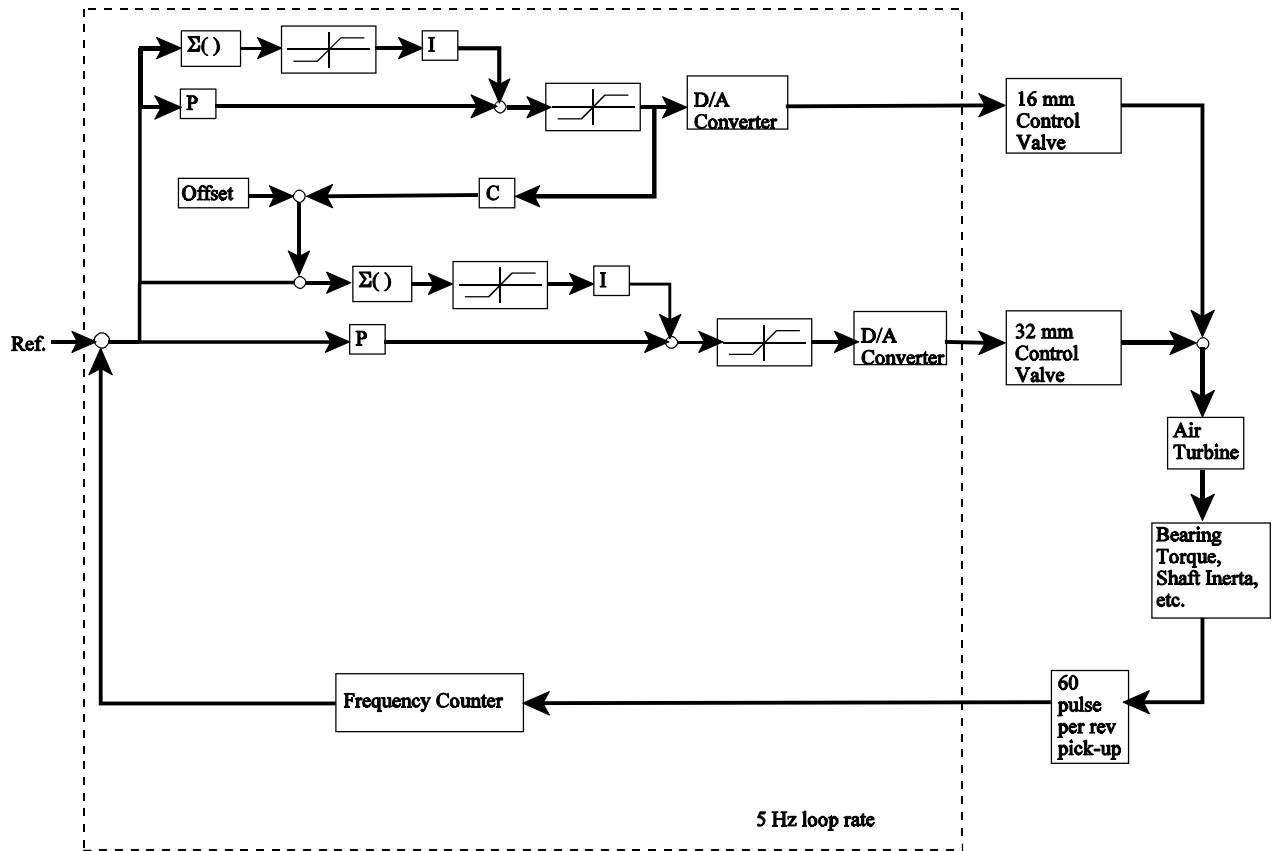 Σ( )
I
P
D/A
Converter
16 mm
Control
Valve
Offset
C
Σ( )
I
Ref.
P
D/A
Converter
32 mm
Control
Valve
Air
Turbine
Bearing
Torque,
Shaft Inerta,
etc.
Frequency Counter
60
pulse
per rev
pick-up
5 Hz loop rate